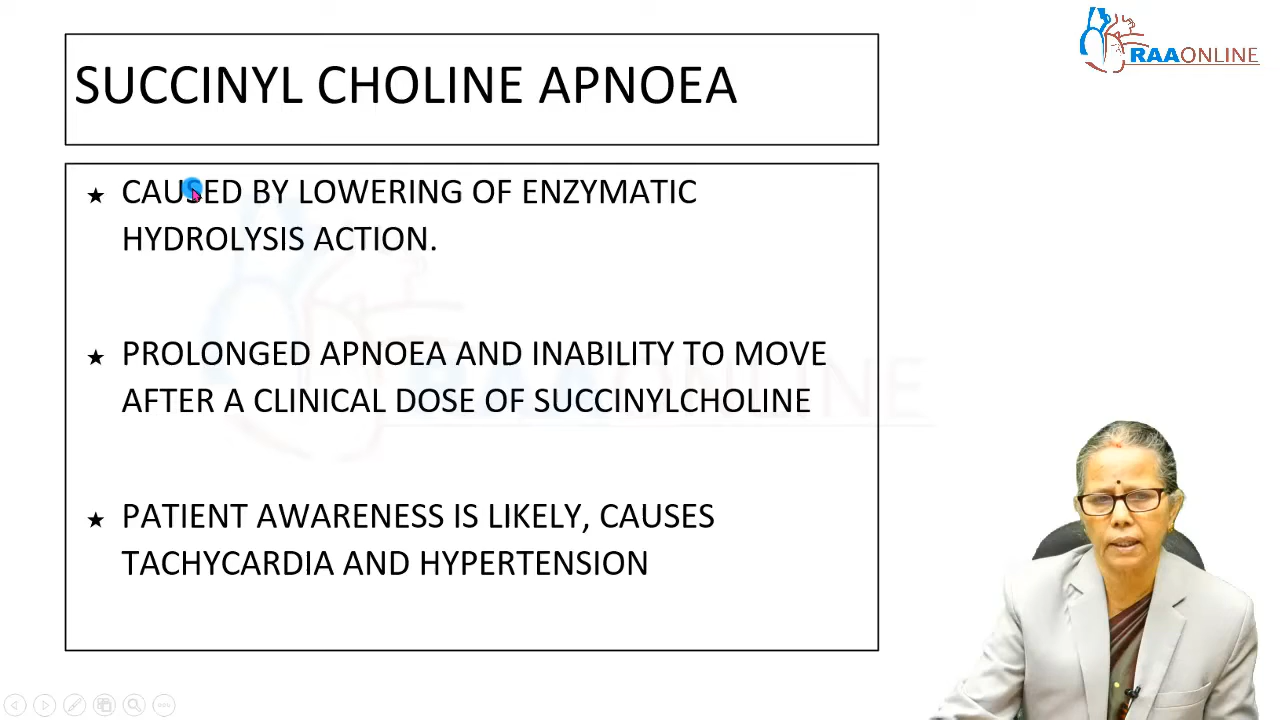 SUCCINYL CHOLINE APNOEA
RAAONLINE
★ CAUSED BY LOWERING OF ENZYMATIC
HYDROLYSIS ACTION.
★ PROLONGED APNOEA AND INABILITY TO MOVE
AFTER A CLINICAL DOSE OF SUCCINYLCHOLINE
★ PATIENT AWARENESS IS LIKELY, CAUSES
TACHYCARDIA AND HYPERTENSION
RAAONLINE